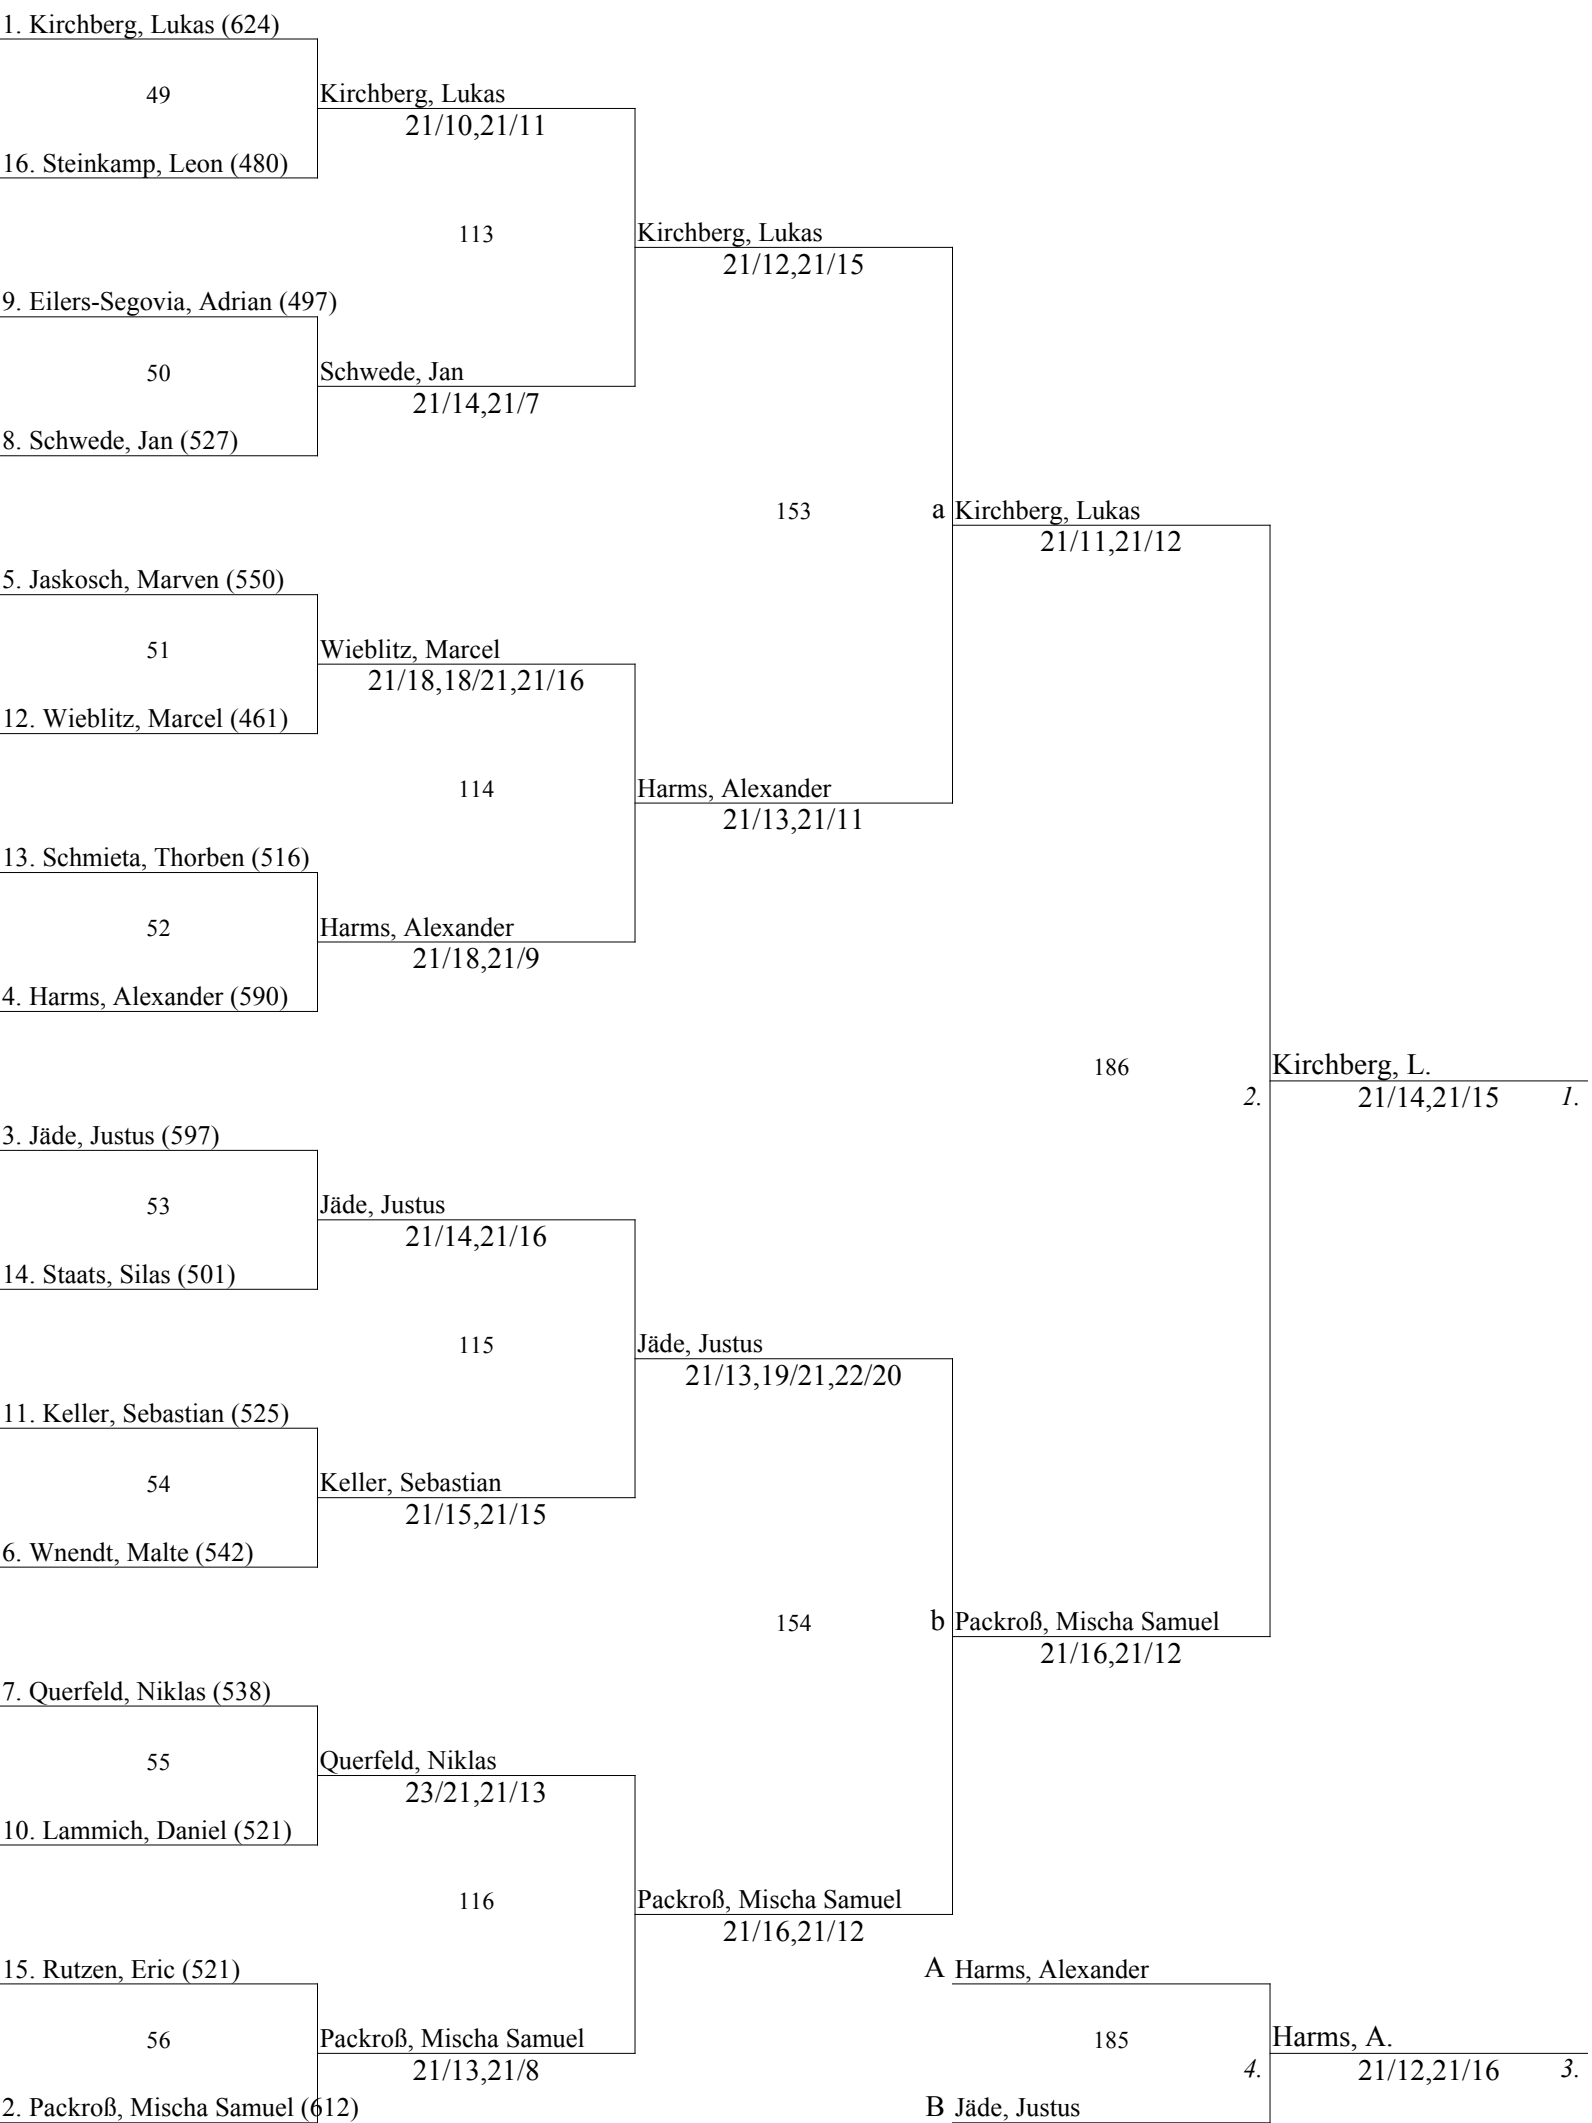 1. Kirchberg, Lukas (624)
49
Kirchberg, Lukas
21/10,21/11
16. Steinkamp, Leon (480)
113
Kirchberg, Lukas
21/12,21/15
9. Eilers-Segovia, Adrian (497)
50
Schwede, Jan
21/14,21/7
8. Schwede, Jan (527)
153
a Kirchberg, Lukas
21/11,21/12
5. Jaskosch, Marven (550)
51
Wieblitz, Marcel
21/18,18/21,21/16
12. Wieblitz, Marcel (461)
114
Harms, Alexander
21/13,21/11
13. Schmieta, Thorben (516)
52
Harms, Alexander
21/18,21/9
4. Harms, Alexander (590)
186
Kirchberg, L.
2.
21/14,21/15
1.
3. Jäde, Justus (597)
53
Jäde, Justus
21/14,21/16
14. Staats, Silas (501)
115
Jäde, Justus
21/13,19/21,22/20
11. Keller, Sebastian (525)
54
Keller, Sebastian
21/15,21/15
6. Wnendt, Malte (542)
154
b Packroß, Mischa Samuel
21/16,21/12
7. Querfeld, Niklas (538)
55
Querfeld, Niklas
23/21,21/13
10. Lammich, Daniel (521)
116
Packroß, Mischa Samuel
21/16,21/12
15. Rutzen, Eric (521)
A Harms, Alexander
56
Packroß, Mischa Samuel
21/13,21/8
185
Harms, A.
4.
21/12,21/16
3.
2. Packroß, Mischa Samuel (612)
B Jäde, Justus